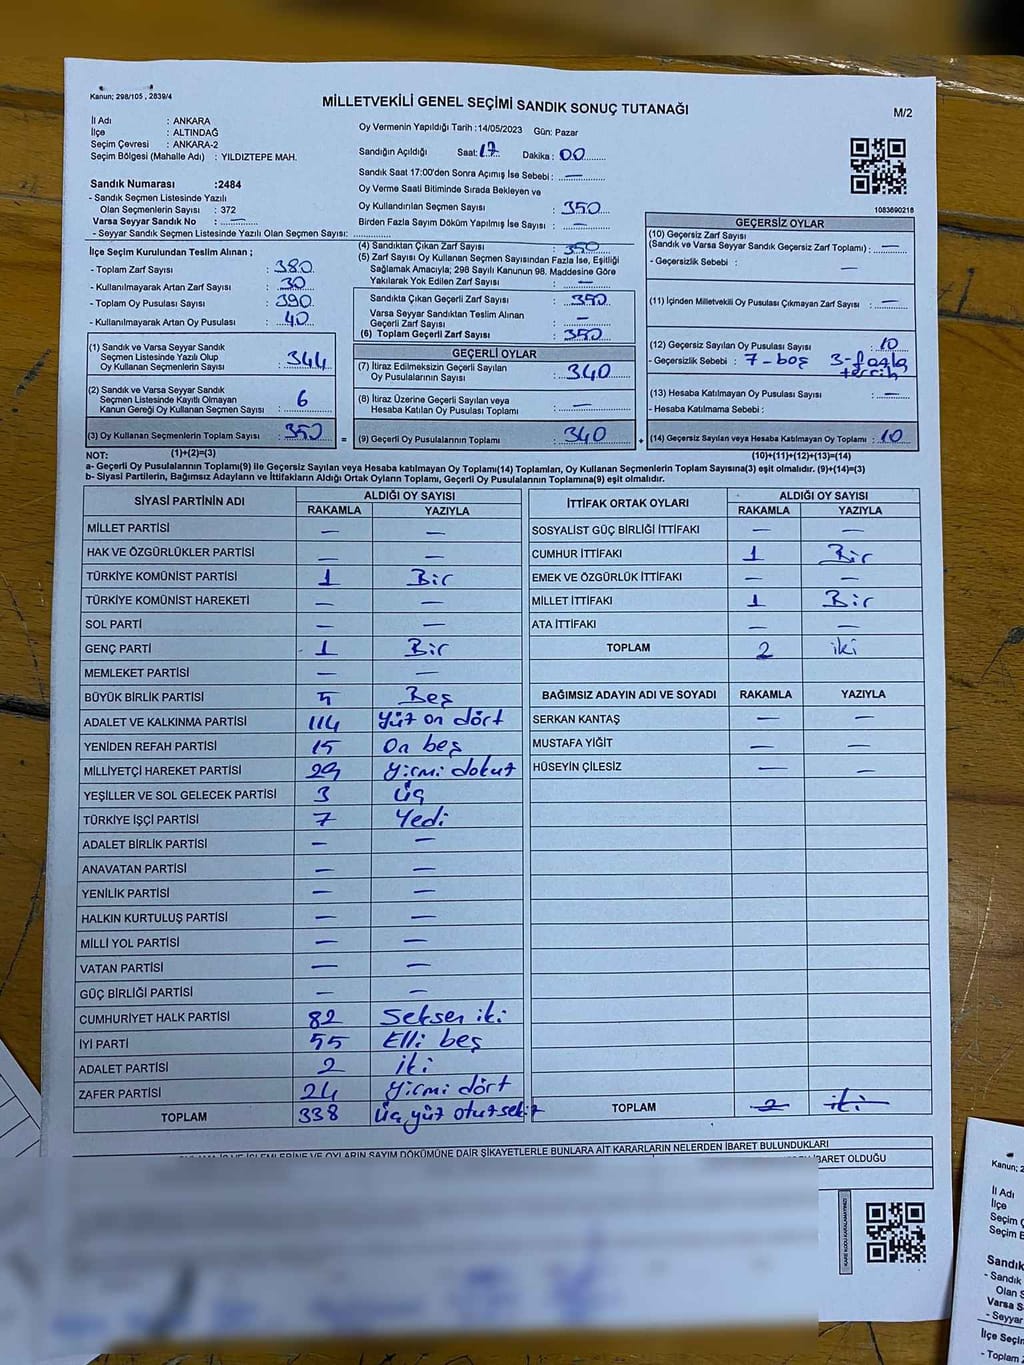 Kanun; 298/105 , 2839/4
MİLLETVEKİLİ GENEL SEÇİMİ SANDIK SONUÇ TUTANAĞI
M/2
İl Adı : ANKARA
İlçe : ALTINDAĞ
Seçim Çevresi : ANKARA-2
Seçim Bölgesi (Mahalle Adı) : YILDIZTEPE MAH.
Sandık Numarası :2484
- Sandık Seçmen Listesinde Yazılı
Olan Seçmenlerin Sayısı : 372
Varsa Seyyar Sandık No : —
- Seyyar Sandık Seçmen Listesinde Yazılı Olan Seçmen Sayısı:
İlçe Seçim Kurulundan Teslim Alınan ;
- Toplam Zarf Sayısı : 380
- Kullanılmayarak Artan Zarf Sayısı : 30
- Toplam Oy Pusulası Sayısı : 390
- Kullanılmayarak Artan Oy Pusulası : 40
(1) Sandık ve Varsa Seyyar Sandık
Seçmen Listesinde Yazılı Olup
Oy Kullanan Seçmenlerin Sayısı : 344
(2) Sandık ve Varsa Seyyar Sandık
Seçmen Listesinde Kayıtlı Olmayan
Kanun Gereği Oy Kullanan Seçmen Sayısı : 6
(3) Oy Kullanan Seçmenlerin Toplam Sayısı : 350
Oy Vermenin Yapıldığı Tarih :14/05/2023 Gün: Pazar
Sandığın Açıldığı Saat: 17 Dakika : 00
Sandık Saat 17:00'den Sonra Açımış İse Sebebi : —
Oy Verme Saati Bitiminde Sırada Bekleyen ve
Oy Kullandırılan Seçmen Sayısı : 350
Birden Fazla Sayım Döküm Yapılmış İse Sayısı : —
(4) Sandıktan Çıkan Zarf Sayısı : 350
(5) Zarf Sayısı Oy Kullanan Seçmen Sayısından Fazla İse, Eşitliği
Sağlamak Amacıyla; 298 Sayılı Kanunun 98. Maddesine Göre
Yakılarak Yok Edilen Zarf Sayısı : —
Sandıkta Çıkan Geçerli Zarf Sayısı : 350
Varsa Seyyar Sandıktan Teslim Alınan
Geçerli Zarf Sayısı : —
(6) Toplam Geçerli Zarf Sayısı : 350
GEÇERLİ OYLAR
(7) İtiraz Edilmeksizin Geçerli Sayılan
Oy Pusulalarının Sayısı : 340
(8) İtiraz Üzerine Geçerli Sayılan veya
Hesaba Katılan Oy Pusulası Toplamı : —
= (9) Geçerli Oy Pusulalarının Toplamı : 340
1083690216
GEÇERSİZ OYLAR
(10) Geçersiz Zarf Sayısı
(Sandık ve Varsa Seyyar Sandık Geçersiz Zarf Toplamı) : —
- Geçersizlik Sebebi : —
(11) İçinden Milletvekili Oy Pusulası Çıkmayan Zarf Sayısı : —
(12) Geçersiz Sayılan Oy Pusulası Sayısı : 10
- Geçersizlik Sebebi : 7-boş 3-fazla
tercih
(13) Hesaba Katılmayan Oy Pusulası Sayısı : —
- Hesaba Katılmama Sebebi :
+ (14) Geçersiz Sayılan veya Hesaba Katılmayan Oy Toplamı : 10
NOT: (1)+(2)=(3) (10)+(11)+(12)+(13)=(14)
a- Geçerli Oy Pusulalarının Toplamı(9) ile Geçersiz Sayılan veya Hesaba katılmayan Oy Toplamı(14) Toplamları, Oy Kullanan Seçmenlerin Toplam Sayısına(3) eşit olmalıdır. (9)+(14)=(3)
b- Siyasi Partilerin, Bağımsız Adayların ve İttifakların Aldığı Ortak Oyların Toplamı, Geçerli Oy Pusulalarının Toplamına(9) eşit olmalıdır.
SİYASİ PARTİNİN ADI ALDIĞI OY SAYISI
RAKAMLA YAZIYLA
MİLLET PARTİSİ — —
HAK VE ÖZGÜRLÜKLER PARTİSİ — —
TÜRKİYE KOMÜNİST PARTİSİ 1 Bir
TÜRKİYE KOMÜNİST HAREKETİ — —
SOL PARTİ — —
GENÇ PARTİ 1 Bir
MEMLEKET PARTİSİ — —
BÜYÜK BİRLİK PARTİSİ 5 Beş
ADALET VE KALKINMA PARTİSİ 114 Yüz on dört
YENİDEN REFAH PARTİSİ 15 On beş
MİLLİYETÇİ HAREKET PARTİSİ 29 Yirmi dokuz
YEŞİLLER VE SOL GELECEK PARTİSİ 3 Üç
TÜRKİYE İŞÇİ PARTİSİ 7 Yedi
ADALET BİRLİK PARTİSİ — —
ANAVATAN PARTİSİ — —
YENİLİK PARTİSİ — —
HALKIN KURTULUŞ PARTİSİ — —
MİLLİ YOL PARTİSİ — —
VATAN PARTİSİ — —
GÜÇ BİRLİĞİ PARTİSİ — —
CUMHURİYET HALK PARTİSİ 82 Seksen iki
İYİ PARTİ 55 Elli beş
ADALET PARTİSİ 2 iki
ZAFER PARTİSİ 24 Yirmi dört
TOPLAM 338 Üç yüz otuz sekiz
İTTİFAK ORTAK OYLARI ALDIĞI OY SAYISI
RAKAMLA YAZIYLA
SOSYALİST GÜÇ BİRLİĞİ İTTİFAKI — —
CUMHUR İTTİFAKI 1 Bir
EMEK VE ÖZGÜRLÜK İTTİFAKI — —
MİLLET İTTİFAKI 1 Bir
ATA İTTİFAKI — —
TOPLAM 2 iki
BAĞIMSIZ ADAYIN ADI VE SOYADI RAKAMLA YAZIYLA
SERKAN KANTAŞ — —
MUSTAFA YİĞİT — —
HÜSEYİN ÇİLESİZ — —
TOPLAM 2 iki
İŞLEMLERİNE VE OYLARIN SAYIM DÖKÜMÜNE DAİR ŞİKAYETLERLE BUNLARA AİT KARARLARIN NELERDEN İBARET BULUNDUKLARI
İBARET OLDUĞU
Kanun; 2
İl Adı
İlçe
Seçim Ç
Seçim B
Sandık
- Sandık
Olan S
Varsa S
- Seyyar
İlçe Seçin
- Toplam